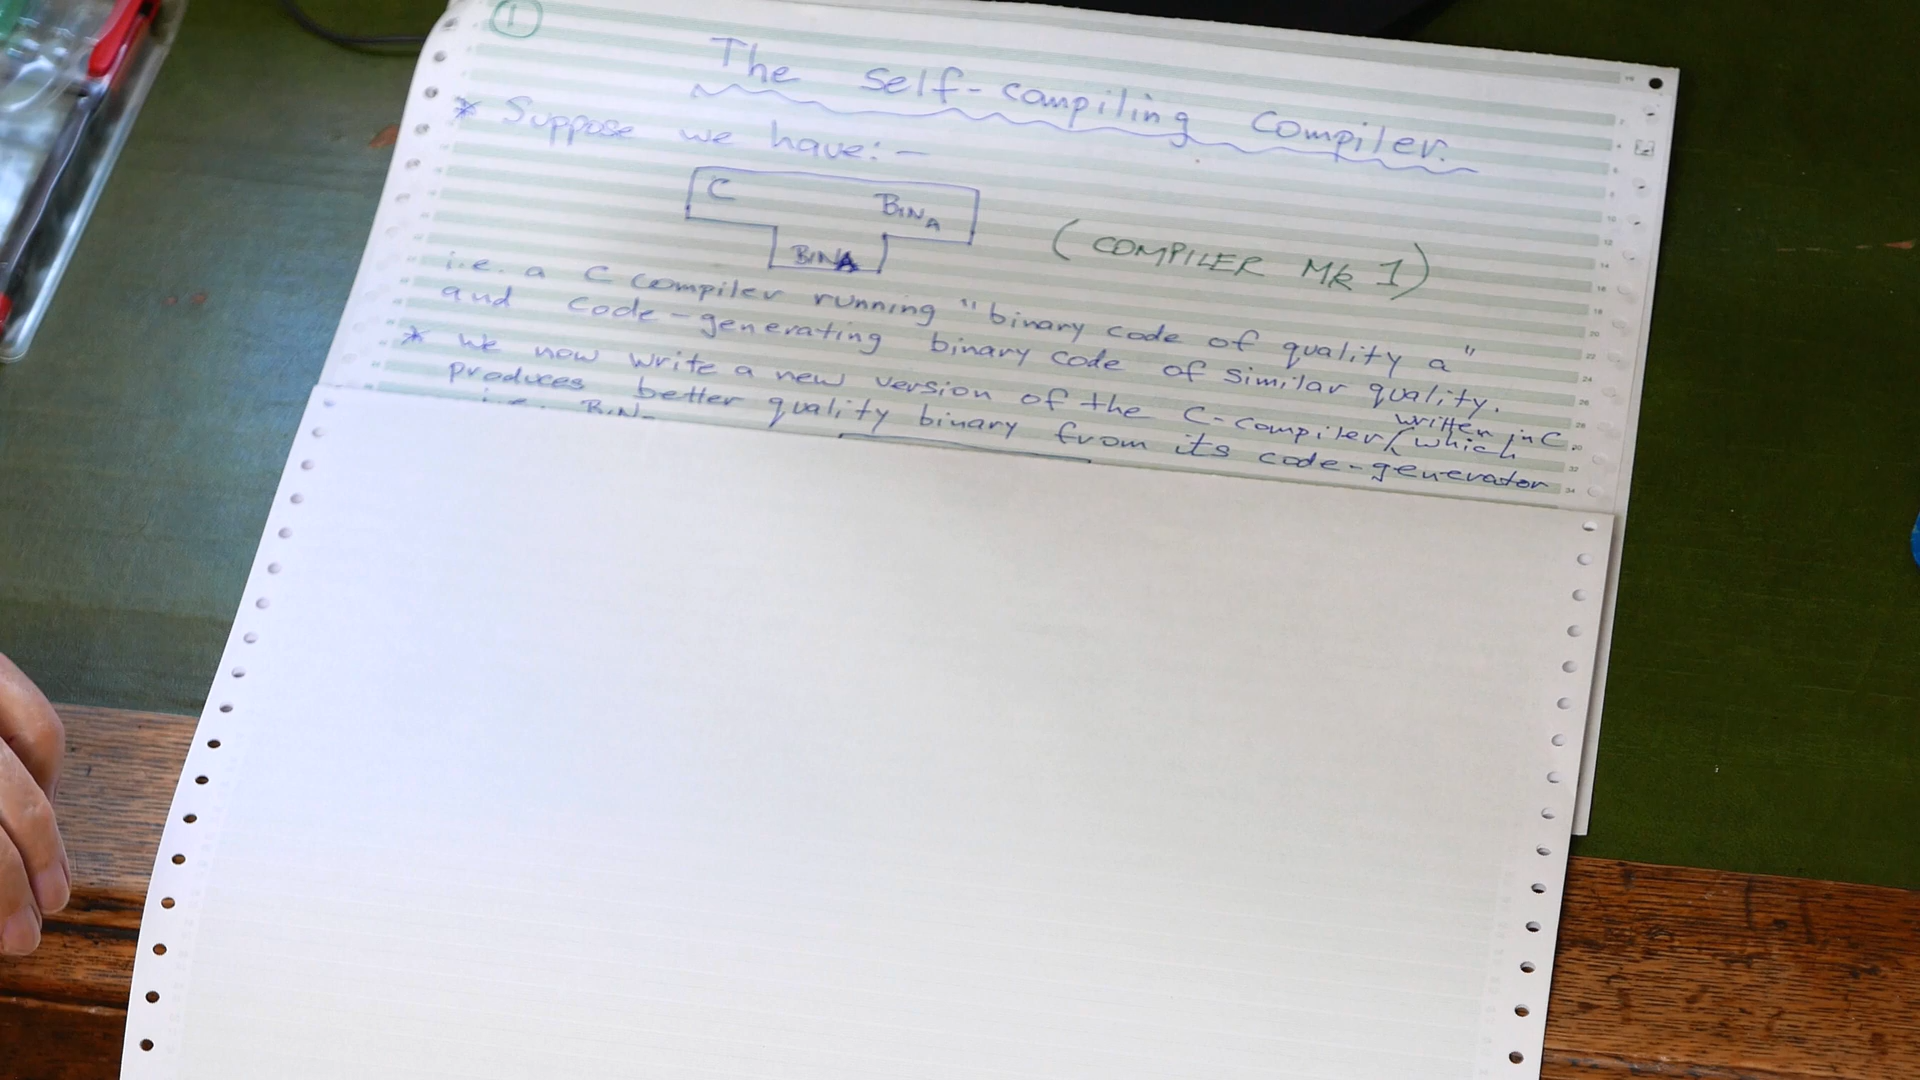 1
The self-compiling Compiler.
* Suppose we have:-
C BINA
BINA
(COMPILER Mk 1)
i.e. a C compiler running "binary code of quality a"
and code-generating binary code of similar quality.
* we now write a new version of the C-compiler (which
written in C.
produces better quality binary from its code-generator